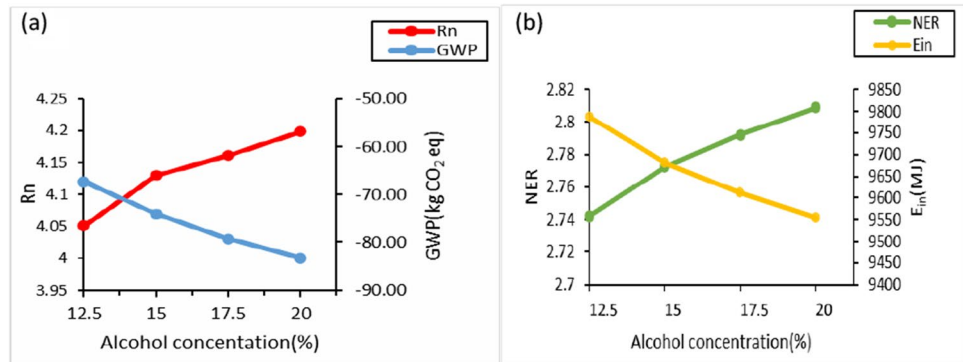 (a)
Rn
GWP
4.25
4.2
4.15
4.1
4.05
4
3.95
Rn
-50.00
-60.00
-70.00
-80.00
-90.00
GWP(kg CO2 eq)
12.5 15 17.5 20
Alcohol concentation(%)
(b)
NER
Ein
2.82
2.8
2.78
2.76
2.74
2.72
2.7
NER
9850
9800
9750
9700
9650
9600
9550
9500
9450
9400
Ein(MJ)
12.5 15 17.5 20
Alcohol concentration(%)